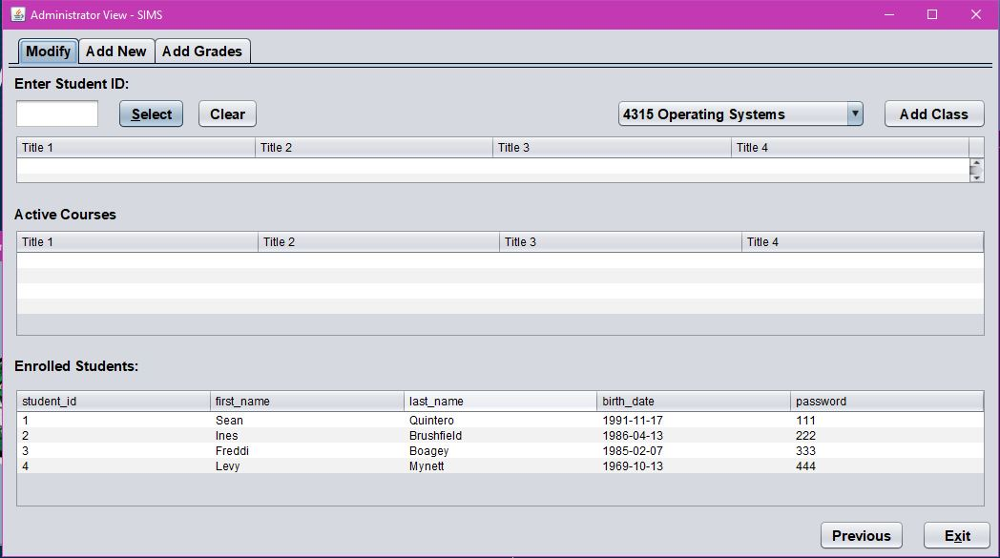 Administrator View - SIMS
Modify Add New Add Grades
Enter Student ID:
Select Clear 4315 Operating Systems Add Class
Title 1 Title 2 Title 3 Title 4
Active Courses
Title 1 Title 2 Title 3 Title 4
Enrolled Students:
student_id first_name last_name birth_date password
1 Sean Quintero 1991-11-17 111
2 Ines Brushfield 1986-04-13 222
3 Freddi Boagey 1985-02-07 333
4 Levy Mynett 1969-10-13 444
Previous Exit